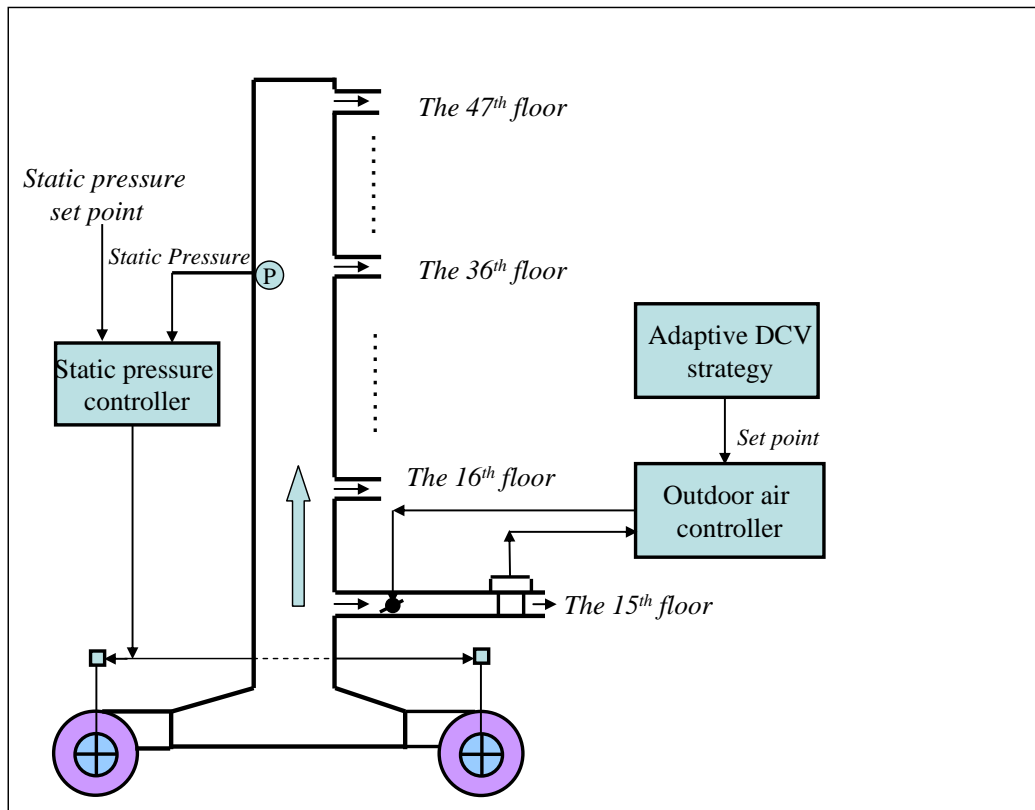 The 47th floor
Static pressure
set point
Static Pressure
P
The 36th floor
Static pressure
controller
Adaptive DCV
strategy
Set point
The 16th floor
Outdoor air
controller
The 15th floor